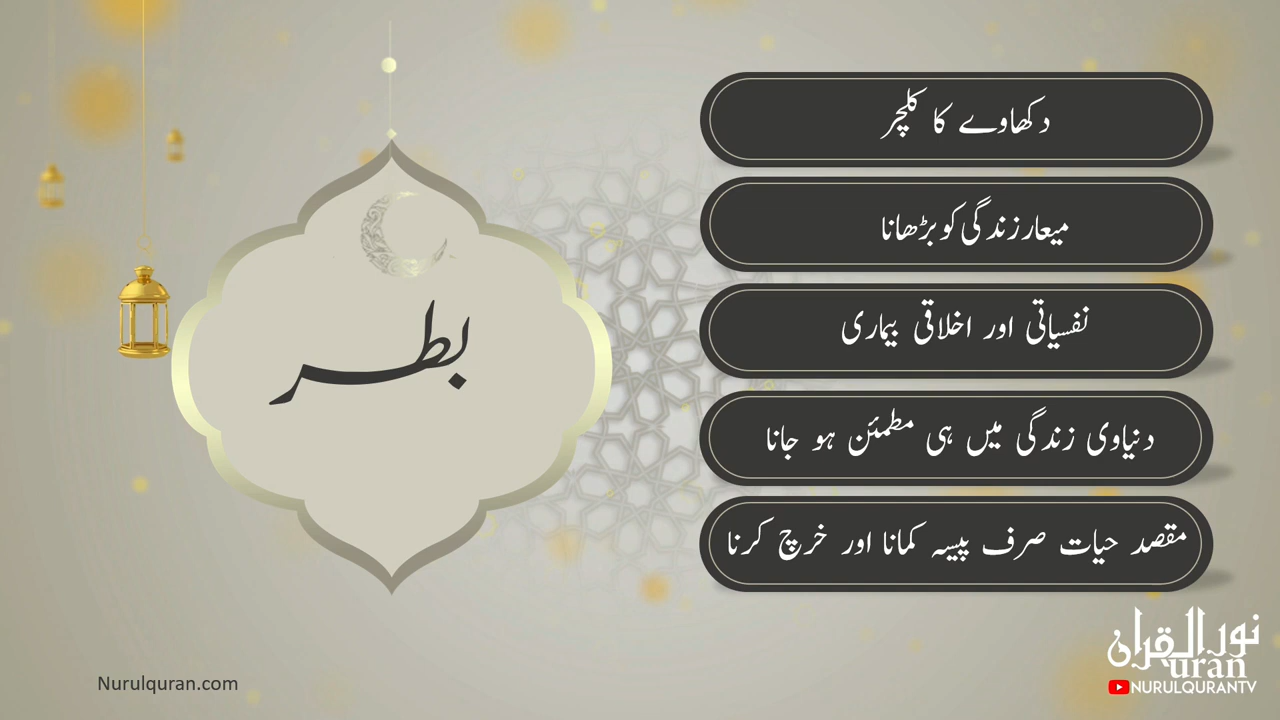 بطر
دکھاوے کا کلچر
میعار زندگی کو بڑھانا
نفسیاتی اور اخلاقی بیماری
دنیاوی زندگی میں ہی مطمئن ہو جانا
مقصد حیات صرف پیسہ کمانا اور خرچ کرنا
Nurulquran.com
نور القرآن
uran
NURULQURANTV